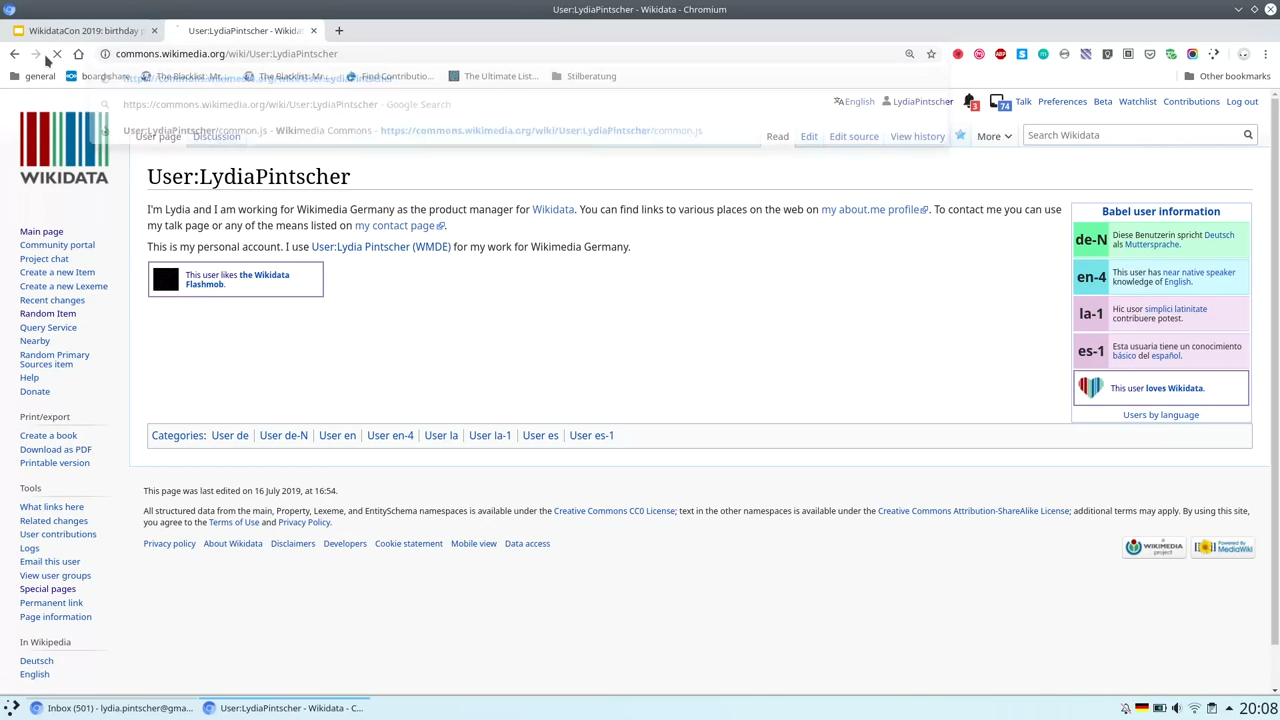 User:LydiaPintscher - Wikidata - Chromium
WikidataCon 2019: birthday p
User:LydiaPintscher - Wikidat
commons.wikimedia.org/wiki/User:LydiaPintscher
general
boardshare
The Blacklist: Mr....
The Blacklist: Mr....
Find Contributio...
The Ultimate List...
Stilberatung
Other bookmarks
https://commons.wikimedia.org/wiki/User:LydiaPintscher - Google Search
User:LydiaPintscher/common.js - Wikimedia Commons - https://commons.wikimedia.org/wiki/User:LydiaPintscher/common.js
English
LydiaPintscher
3
74
Talk
Preferences
Beta
Watchlist
Contributions
Log out
User page
Discussion
Read
Edit
Edit source
View history
More
Search Wikidata
WIKIDATA
User:LydiaPintscher
I'm Lydia and I am working for Wikimedia Germany as the product manager for Wikidata. You can find links to various places on the web on my about.me profile. To contact me you can use
my talk page or any of the means listed on my contact page.
This is my personal account. I use User:Lydia Pintscher (WMDE) for my work for Wikimedia Germany.
This user likes the Wikidata
Flashmob.
Babel user information
de-N
Diese Benutzerin spricht Deutsch
als Muttersprache.
en-4
This user has near native speaker
knowledge of English.
la-1
Hic usor simplici latinitate
contribuere potest.
es-1
Esta usuaria tiene un conocimiento
básico del español.
This user loves Wikidata.
Users by language
Categories: User de | User de-N | User en | User en-4 | User la | User la-1 | User es | User es-1
This page was last edited on 16 July 2019, at 16:54.
All structured data from the main, Property, Lexeme, and EntitySchema namespaces is available under the Creative Commons CC0 License; text in the other namespaces is available under the Creative Commons Attribution-ShareAlike License; additional terms may apply. By using this site,
you agree to the Terms of Use and Privacy Policy.
Privacy policy
About Wikidata
Disclaimers
Developers
Cookie statement
Mobile view
Data access
WIKIMEDIA
project
Powered By
MediaWiki
Main page
Community portal
Project chat
Create a new Item
Create a new Lexeme
Recent changes
Random Item
Query Service
Nearby
Random Primary
Sources item
Help
Donate
Print/export
Create a book
Download as PDF
Printable version
Tools
What links here
Related changes
User contributions
Logs
Email this user
View user groups
Special pages
Permanent link
Page information
In Wikipedia
Deutsch
English
Inbox (501) - lydia.pintscher@gma...
User:LydiaPintscher - Wikidata - C...
20:08